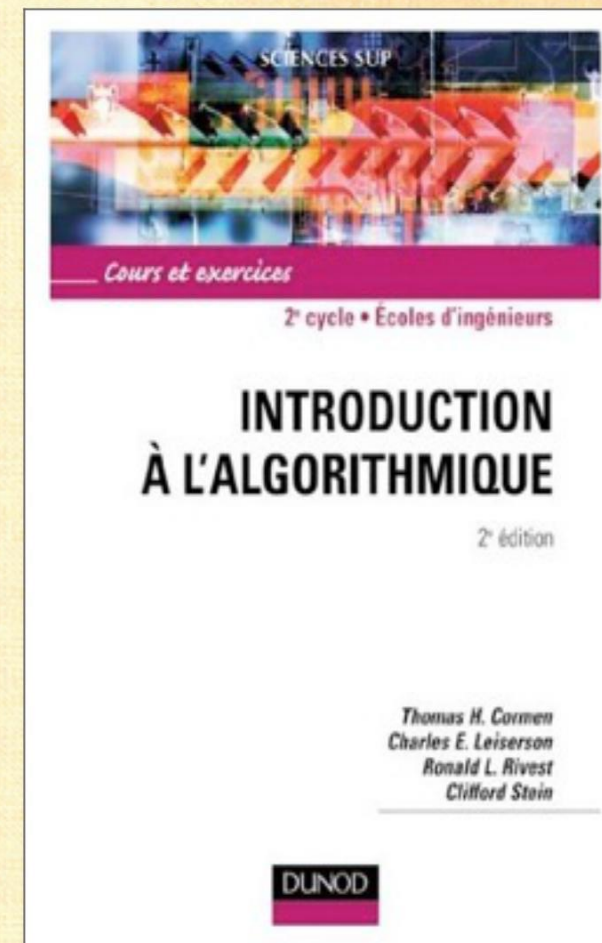 SCIENCES SUP
Cours et exercices
2e cycle • Écoles d'ingénieurs
INTRODUCTION
À L'ALGORITHMIQUE
2e édition
Thomas H. Cormen
Charles E. Leiserson
Ronald L. Rivest
Clifford Stein
DUNOD